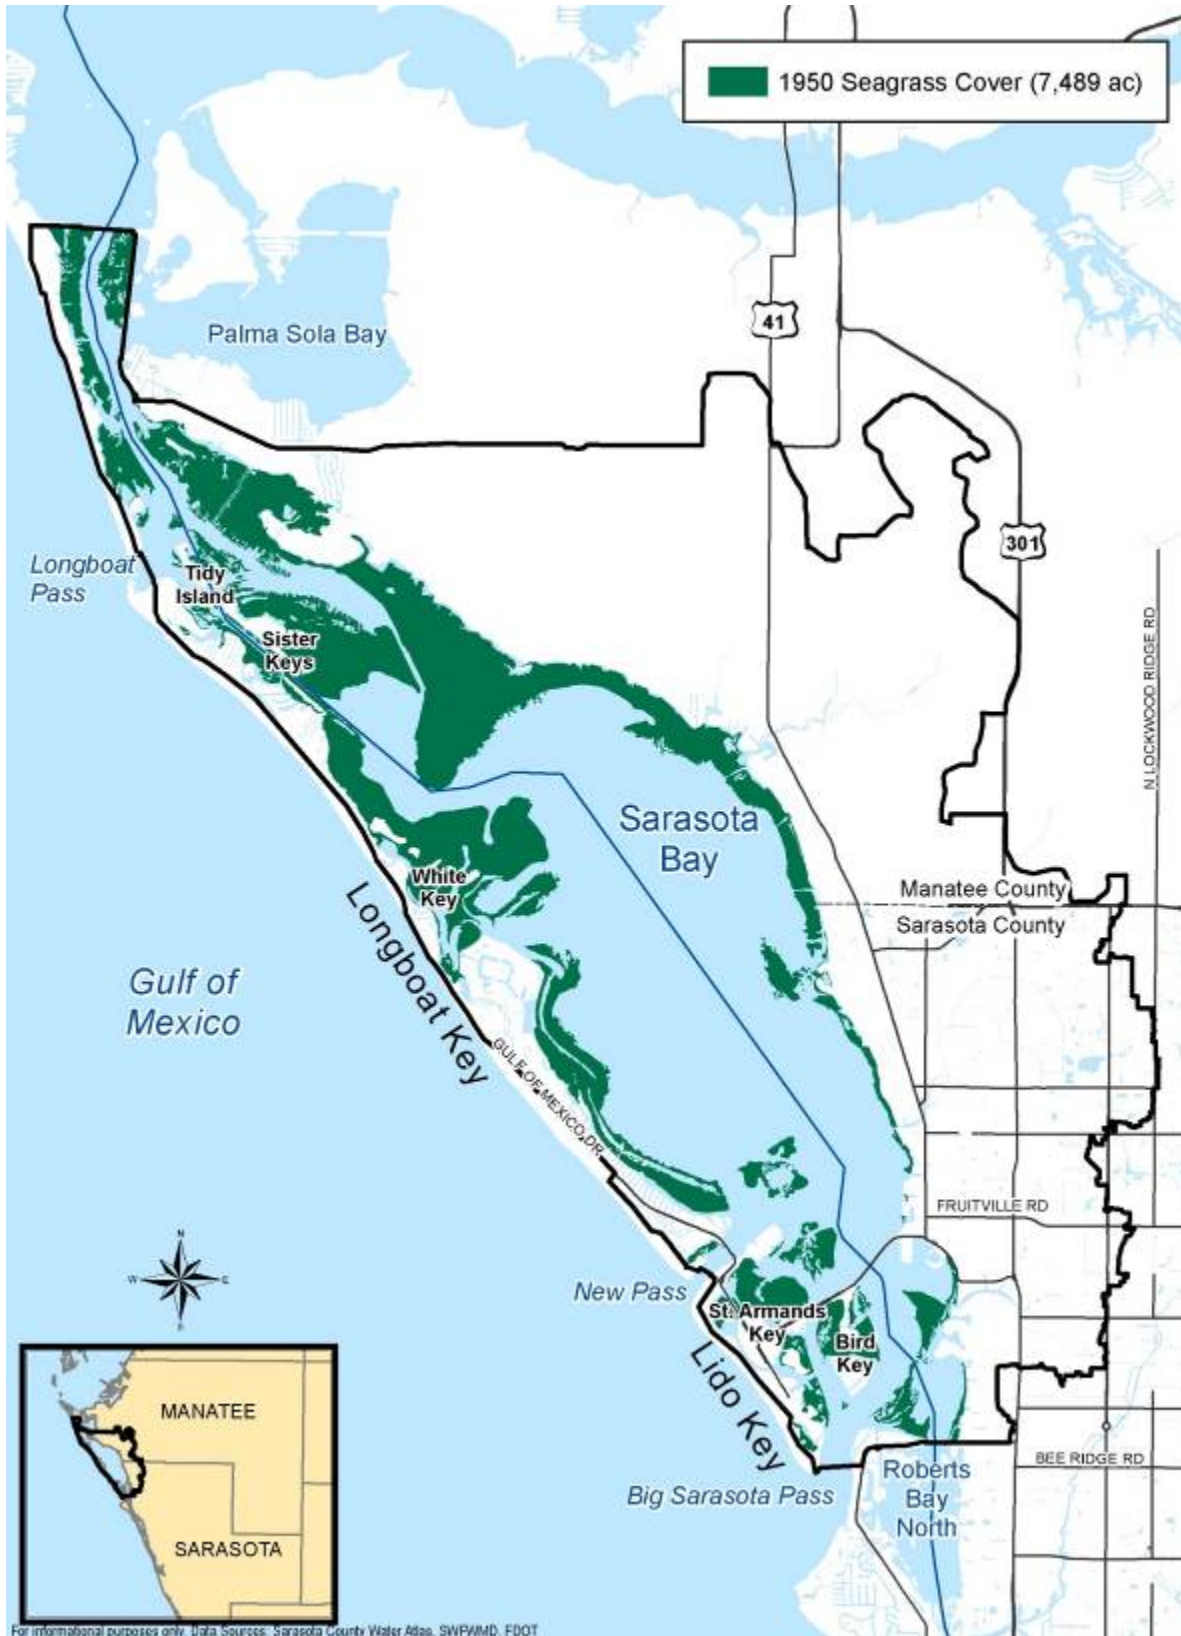 1950 Seagrass Cover (7,489 ac)
41
Palma Sola Bay
301
Longboat
Pass
Tidy
Island
Sister
Keys
N LOCKWOOD RIDGE RD
Sarasota
Bay
White
Key
Manatee County
Sarasota County
Longboat Key
Gulf of
Mexico
GULF OF MEXICO DR
FRUITVILLE RD
N
W
E
S
New Pass
St. Armands
Key
Bird
Key
Lido Key
MANATEE
SARASOTA
BEE RIDGE RD
Roberts
Bay
North
Big Sarasota Pass
For informational purposes only. Data Sources: Sarasota County Water Atlas, SWFWMD, FDOT